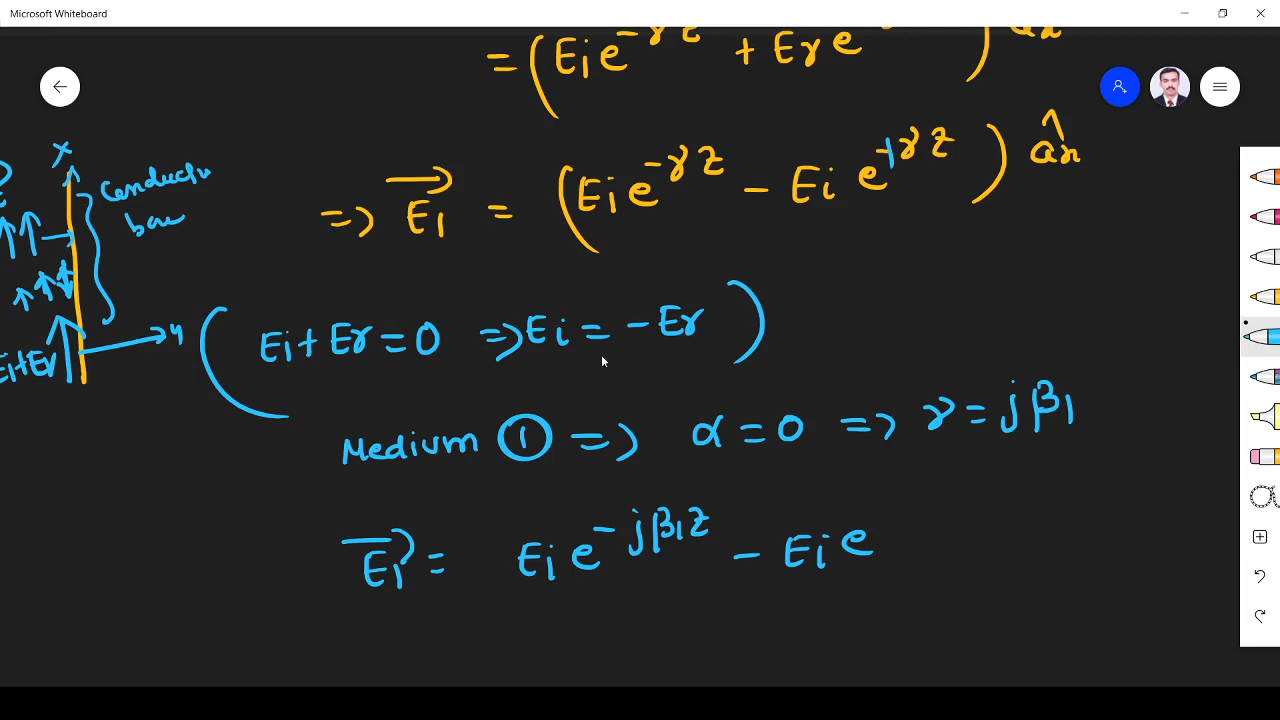 Microsoft Whiteboard
= (Ei e^-γz + Er e
=> E1 = (Ei e^-γz - Ei e^+γz) âx
x
Conductor
Ei+Er
y
(Ei + Er = 0 => Ei = -Er)
Medium ① => α = 0 => γ = jβ1
E1 = Ei e^-jβ1z - Ei e